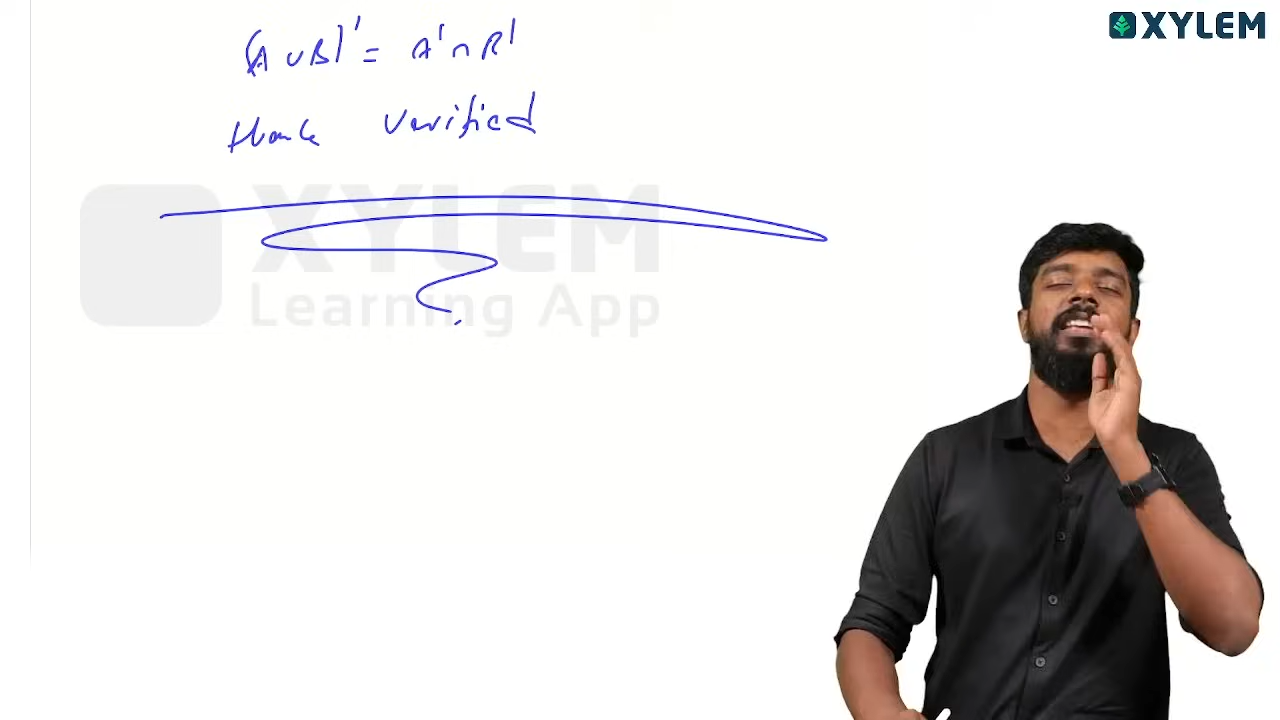 XYLEM
(A ∪ B)' = A' ∩ B'
Hence verified
XYLEM
Learning App